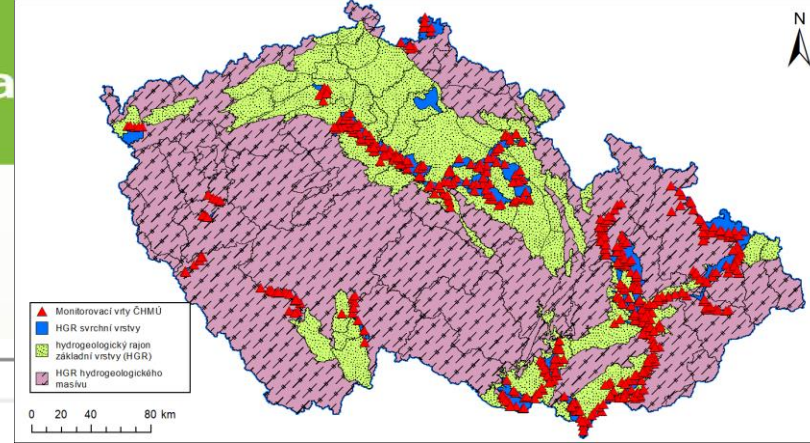 a
N
Monitorovací vrty ČHMÚ
HGR svrchní vrstvy
hydrogeologický rajon
základní vrstvy (HGR)
HGR hydrogeologického
masívu
0 20 40 80 km